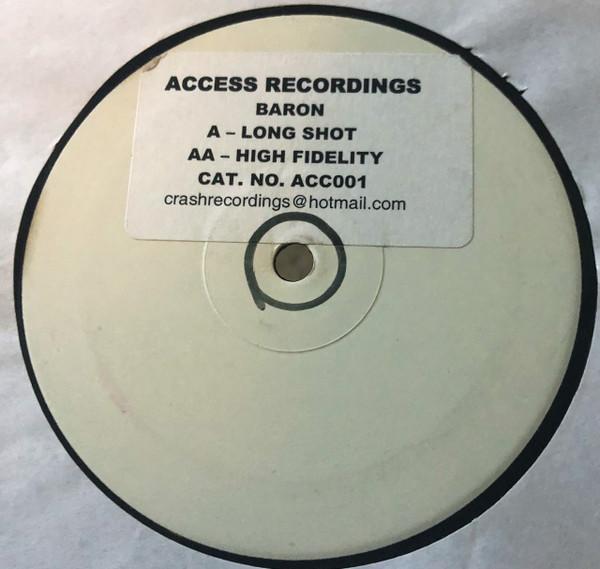 ACCESS RECORDINGS
BARON
A – LONG SHOT
AA – HIGH FIDELITY
CAT. NO. ACC001
crashrecordings@hotmail.com